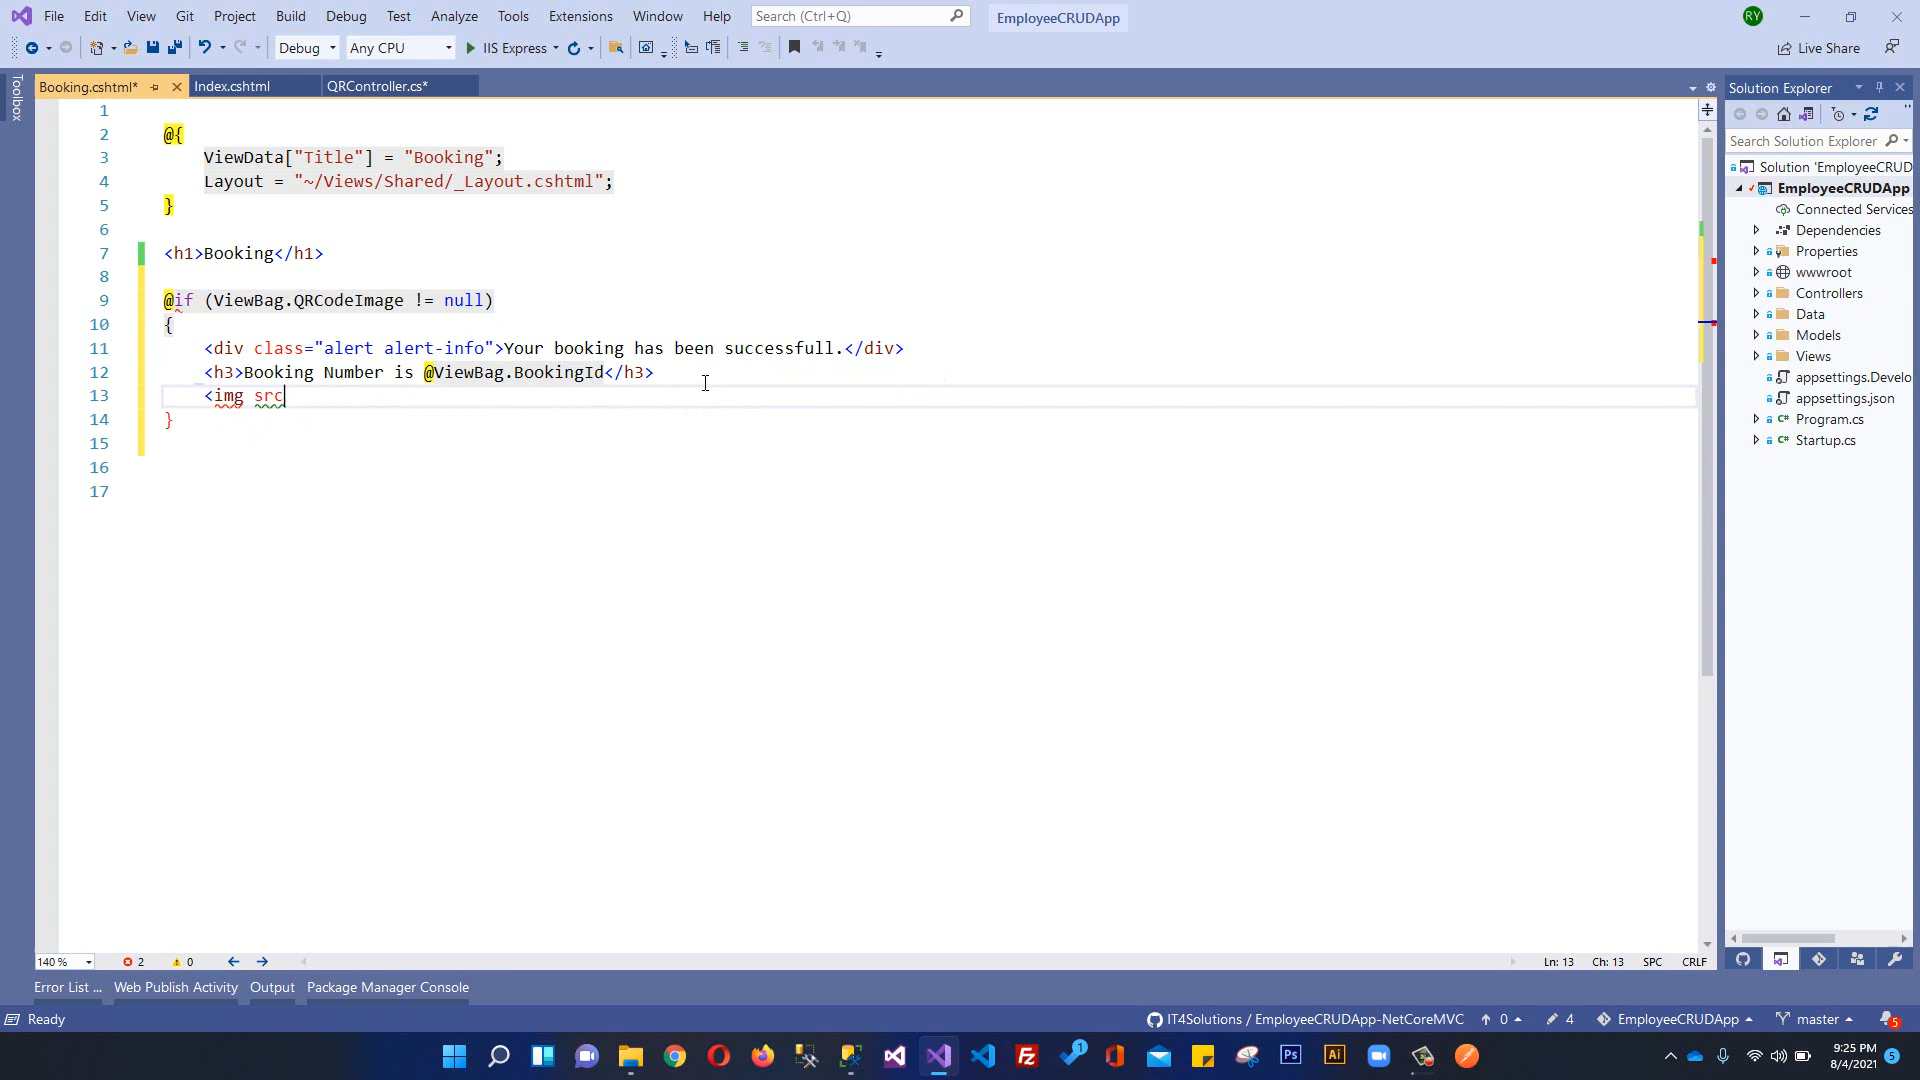 File Edit View Git Project Build Debug Test Analyze Tools Extensions Window Help Search (Ctrl+Q) EmployeeCRUDApp RY
Debug Any CPU IIS Express Live Share
Toolbox
Booking.cshtml* Index.cshtml QRController.cs*
1
2 @{
3 ViewData["Title"] = "Booking";
4 Layout = "~/Views/Shared/_Layout.cshtml";
5 }
6
7 <h1>Booking</h1>
8
9 @if (ViewBag.QRCodeImage != null)
10 {
11 <div class="alert alert-info">Your booking has been successfull.</div>
12 <h3>Booking Number is @ViewBag.BookingId</h3>
13 <img src
14 }
15
16
17
Solution Explorer
Search Solution Explorer
Solution 'EmployeeCRUD
EmployeeCRUDApp
Connected Services
Dependencies
Properties
wwwroot
Controllers
Data
Models
Views
appsettings.Develo
appsettings.json
C# Program.cs
C# Startup.cs
140 % 2 0 Ln: 13 Ch: 13 SPC CRLF
Error List ... Web Publish Activity Output Package Manager Console
Ready IT4Solutions / EmployeeCRUDApp-NetCoreMVC 0 4 EmployeeCRUDApp master 5
1 Ps Ai 9:25 PM
8/4/2021 5